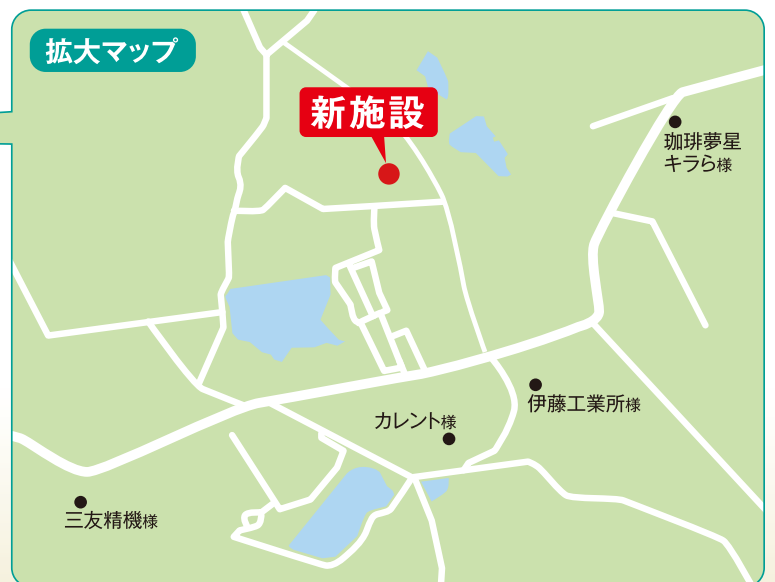 拡大マップ
新施設
珈琲夢星
キラら様
伊藤工業所様
カレント様
三友精機様